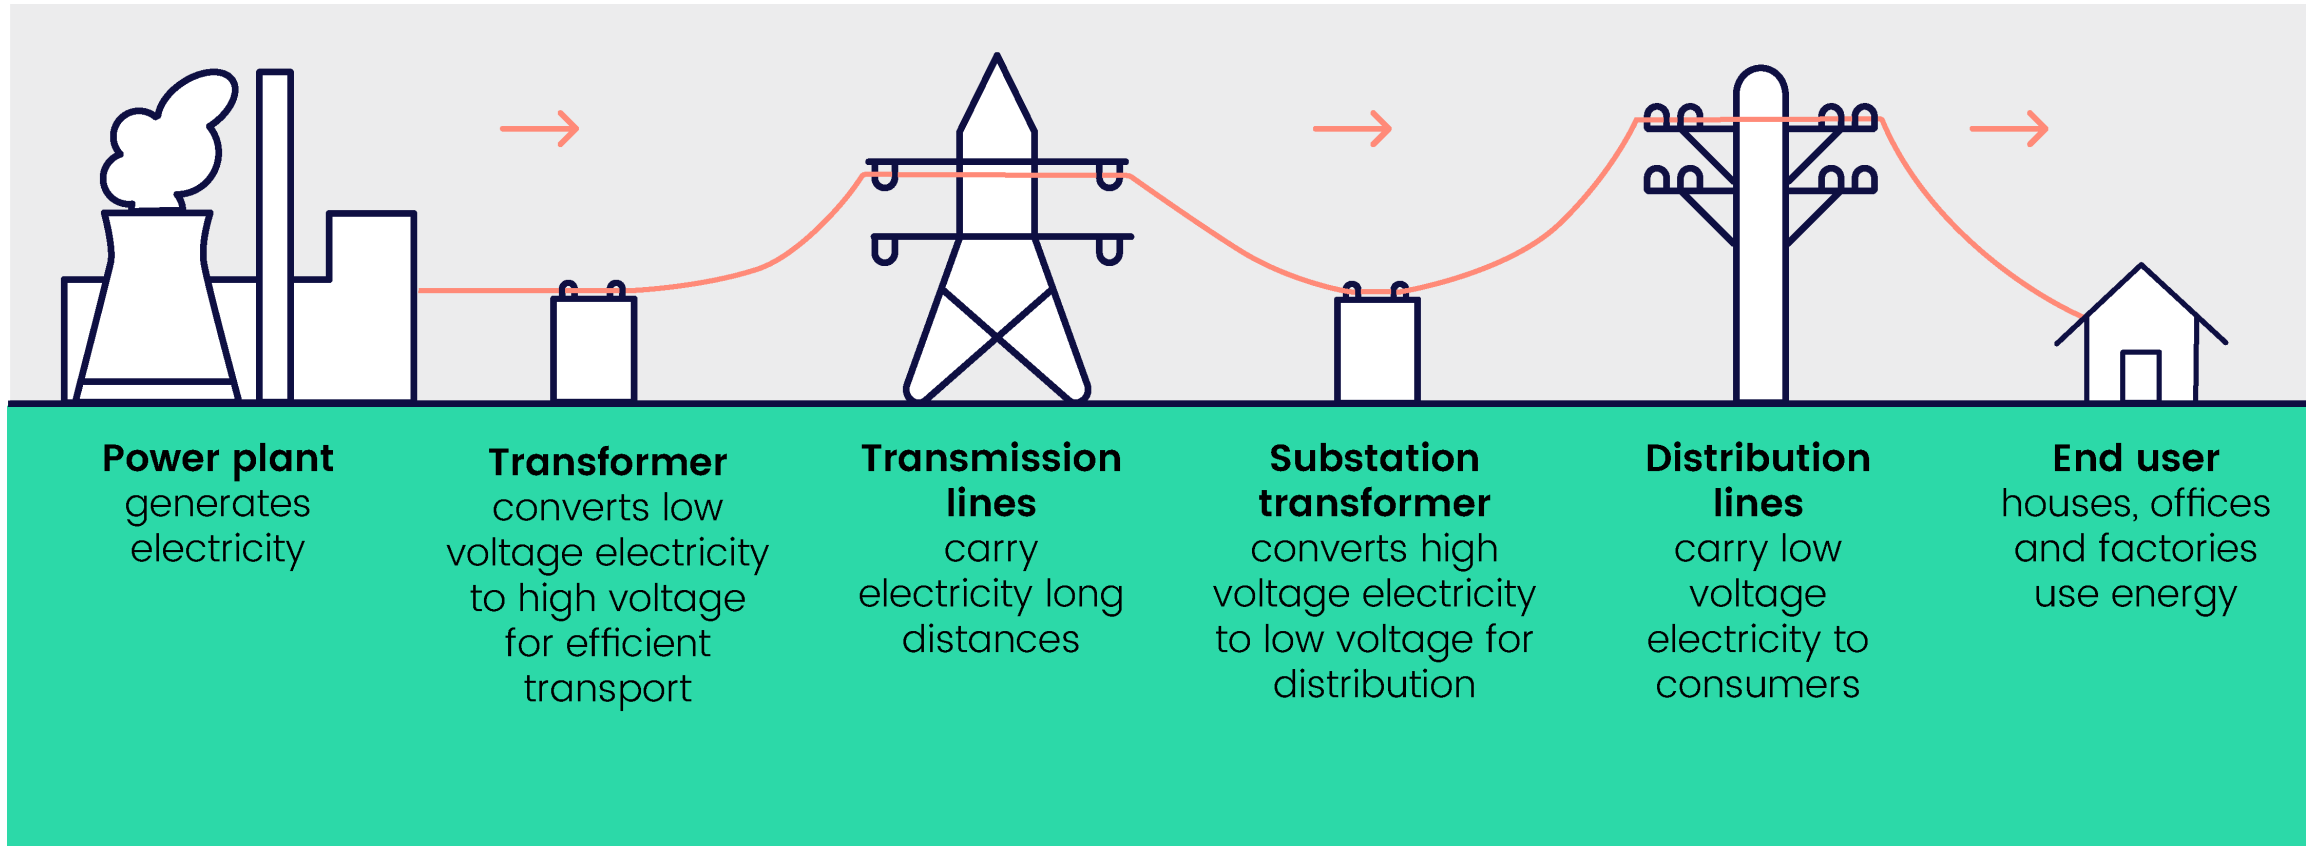 Power plant
generates
electricity
Transformer
converts low
voltage electricity
to high voltage
for efficient
transport
Transmission
lines
carry
electricity long
distances
Substation
transformer
converts high
voltage electricity
to low voltage for
distribution
Distribution
lines
carry low
voltage
electricity to
consumers
End user
houses, offices
and factories
use energy